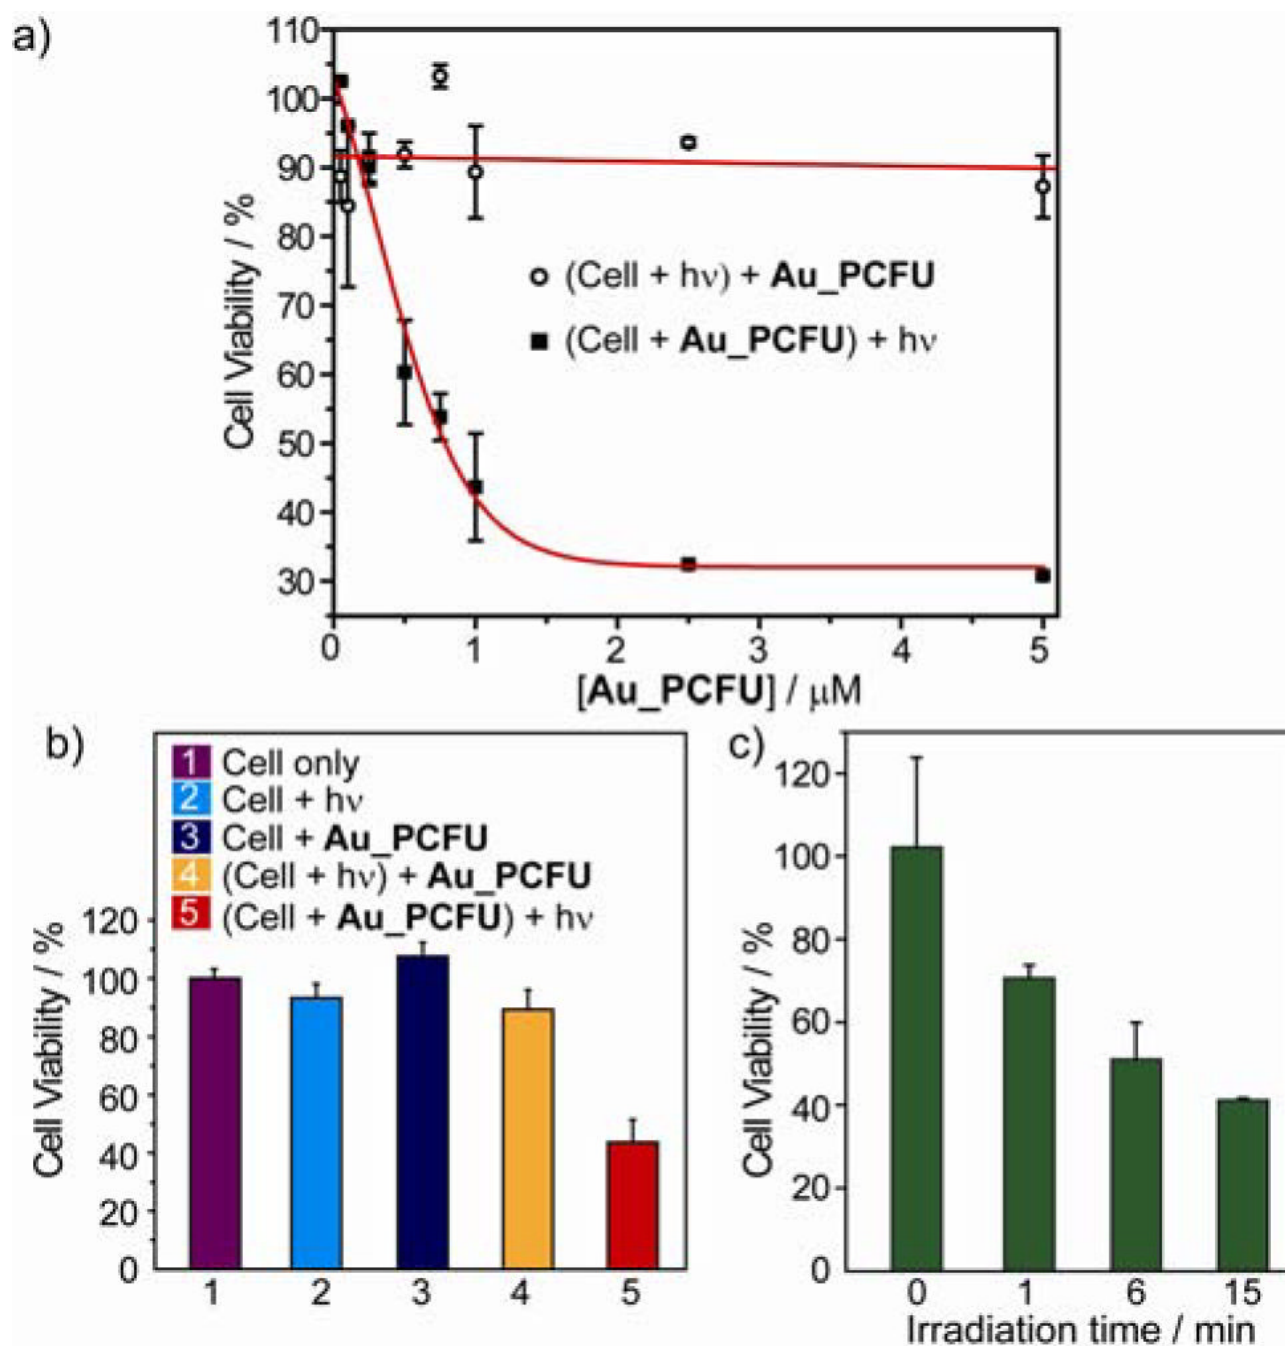 a)
110
100
90
80
70
60
50
40
30
Cell Viability / %
(Cell + hν) + Au_PCFU
(Cell + Au_PCFU) + hν
0 1 2 3 4 5
[Au_PCFU] / μM
b)
1 Cell only
2 Cell + hν
3 Cell + Au_PCFU
4 (Cell + hν) + Au_PCFU
5 (Cell + Au_PCFU) + hν
120
100
80
60
40
20
0
Cell Viability / %
1 2 3 4 5
c)
120
100
80
60
40
20
0
Cell Viability / %
0 1 6 15
Irradiation time / min